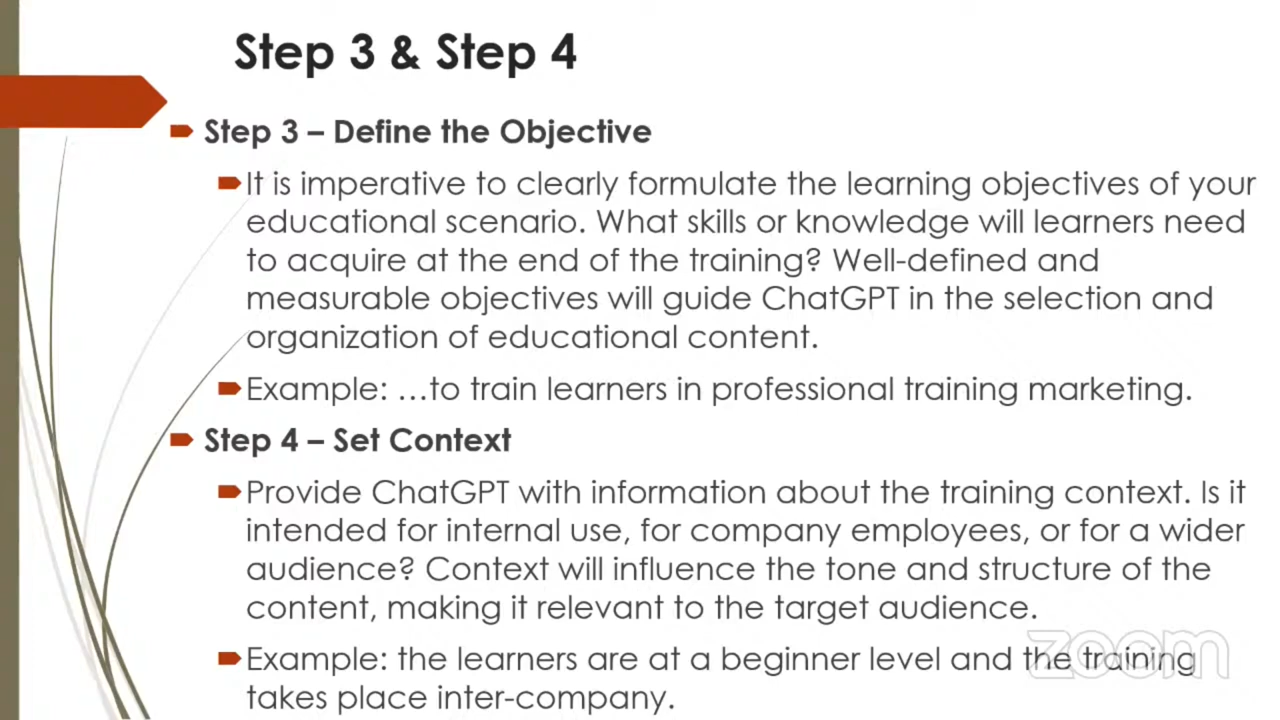 Step 3 & Step 4
Step 3 – Define the Objective
It is imperative to clearly formulate the learning objectives of your
educational scenario. What skills or knowledge will learners need
to acquire at the end of the training? Well-defined and
measurable objectives will guide ChatGPT in the selection and
organization of educational content.
Example: …to train learners in professional training marketing.
Step 4 – Set Context
Provide ChatGPT with information about the training context. Is it
intended for internal use, for company employees, or for a wider
audience? Context will influence the tone and structure of the
content, making it relevant to the target audience.
Example: the learners are at a beginner level and the training
takes place inter-company.
zoom